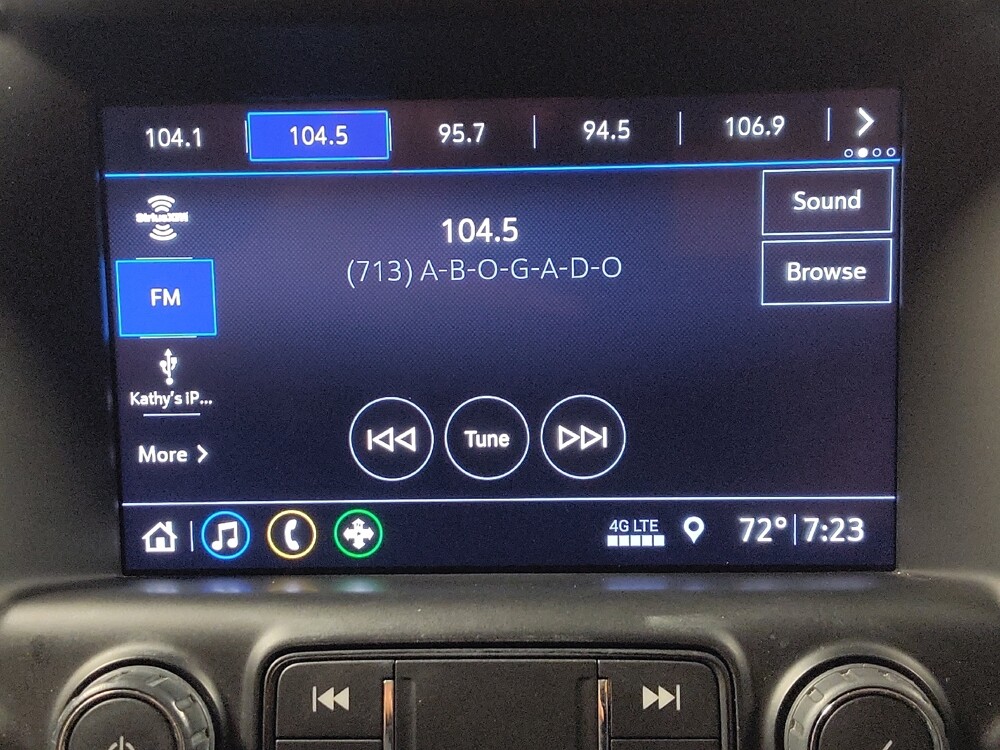 104.1 104.5 95.7 94.5 106.9
SiriusXM
Sound
104.5
(713) A-B-O-G-A-D-O
Browse
FM
Kathy's iP...
Tune
More
4G LTE
72° 7:23